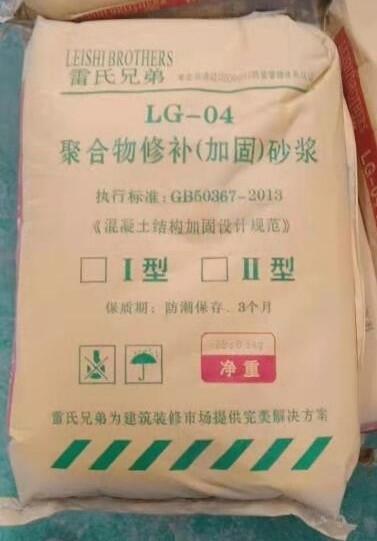 LEISHI BROTHERS
雷氏兄弟
LG-04
聚合物修补(加固)砂浆
执行标准:GB50367-2013
《混凝土结构加固设计规范》
I型 II型
保质期:防潮保存、3个月
净重
雷氏兄弟为建筑装修市场提供完美解决方案
LG-04